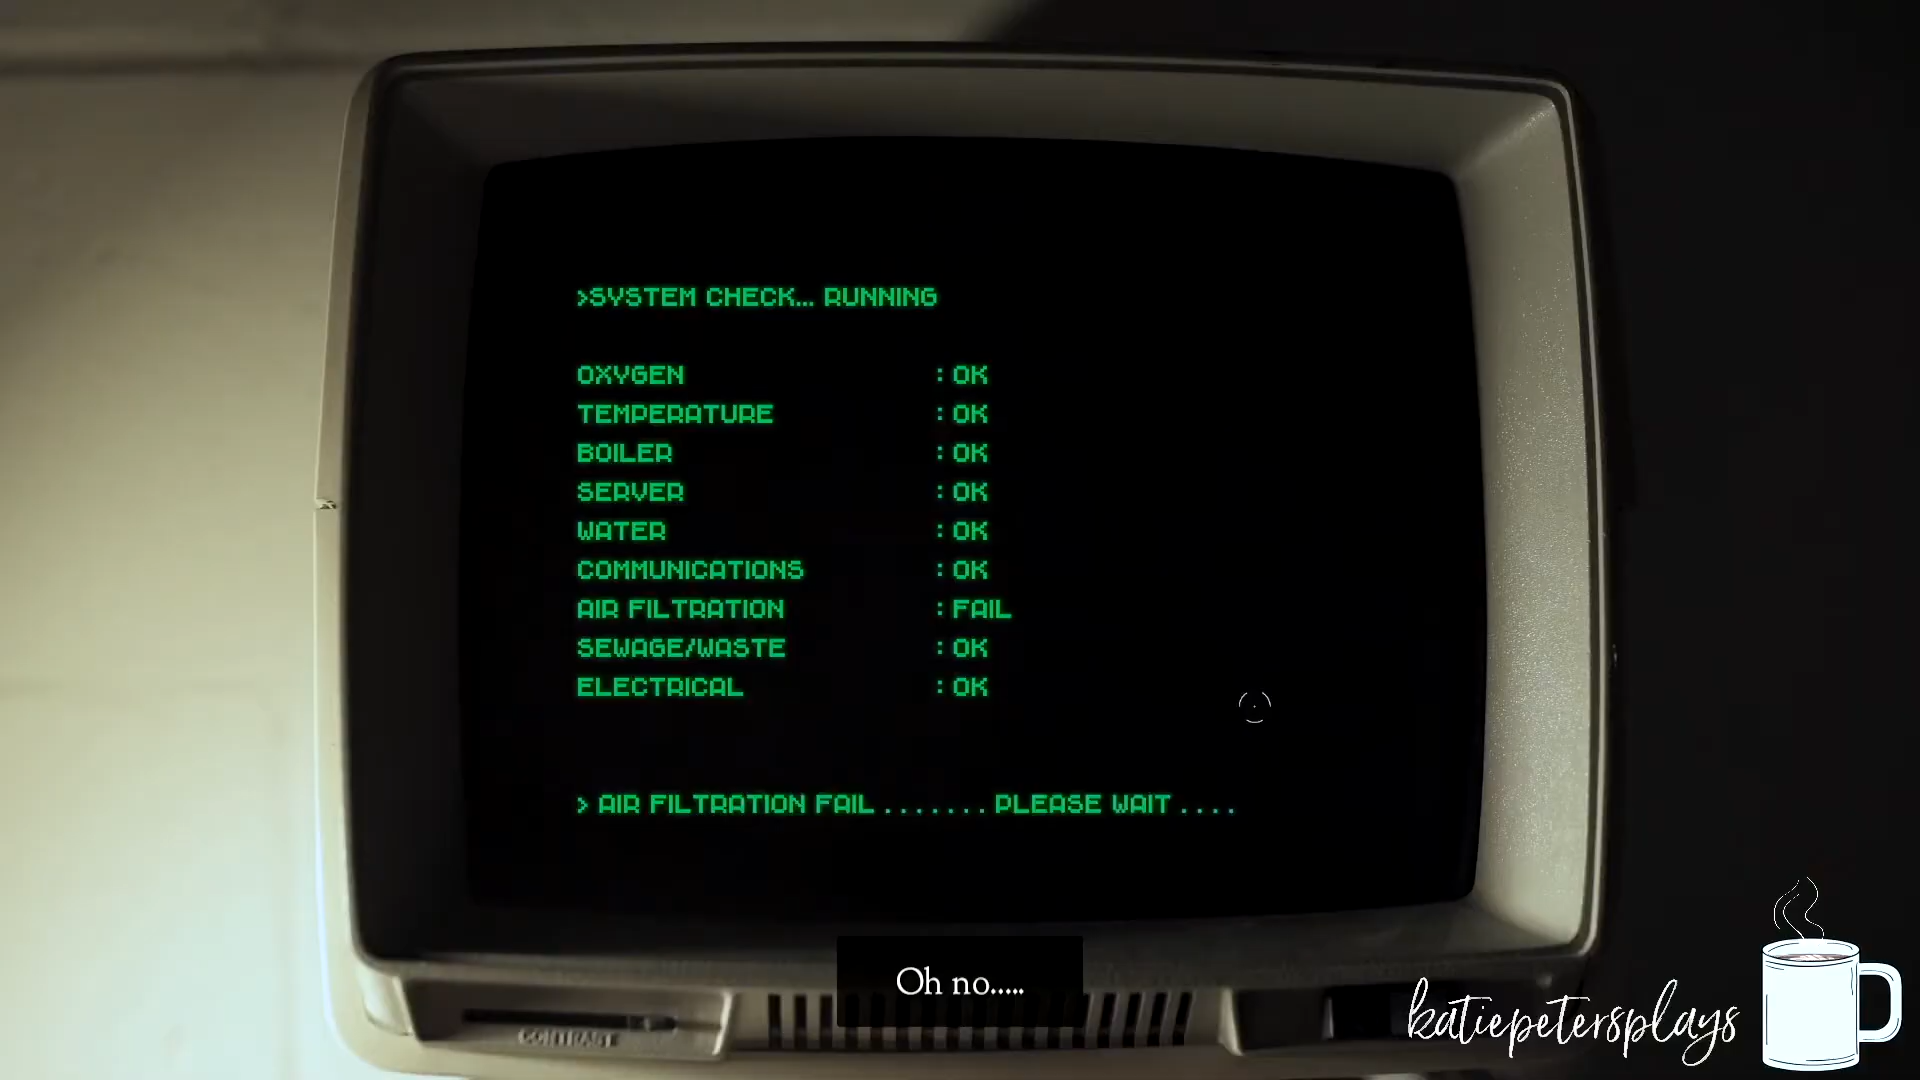 >SYSTEM CHECK... RUNNING
OXYGEN : OK
TEMPERATURE : OK
BOILER : OK
SERVER : OK
WATER : OK
COMMUNICATIONS : OK
AIR FILTRATION : FAIL
SEWAGE/WASTE : OK
ELECTRICAL : OK
> AIR FILTRATION FAIL ....... PLEASE WAIT ....
Oh no.....
CONTRAST
katiepetersplays